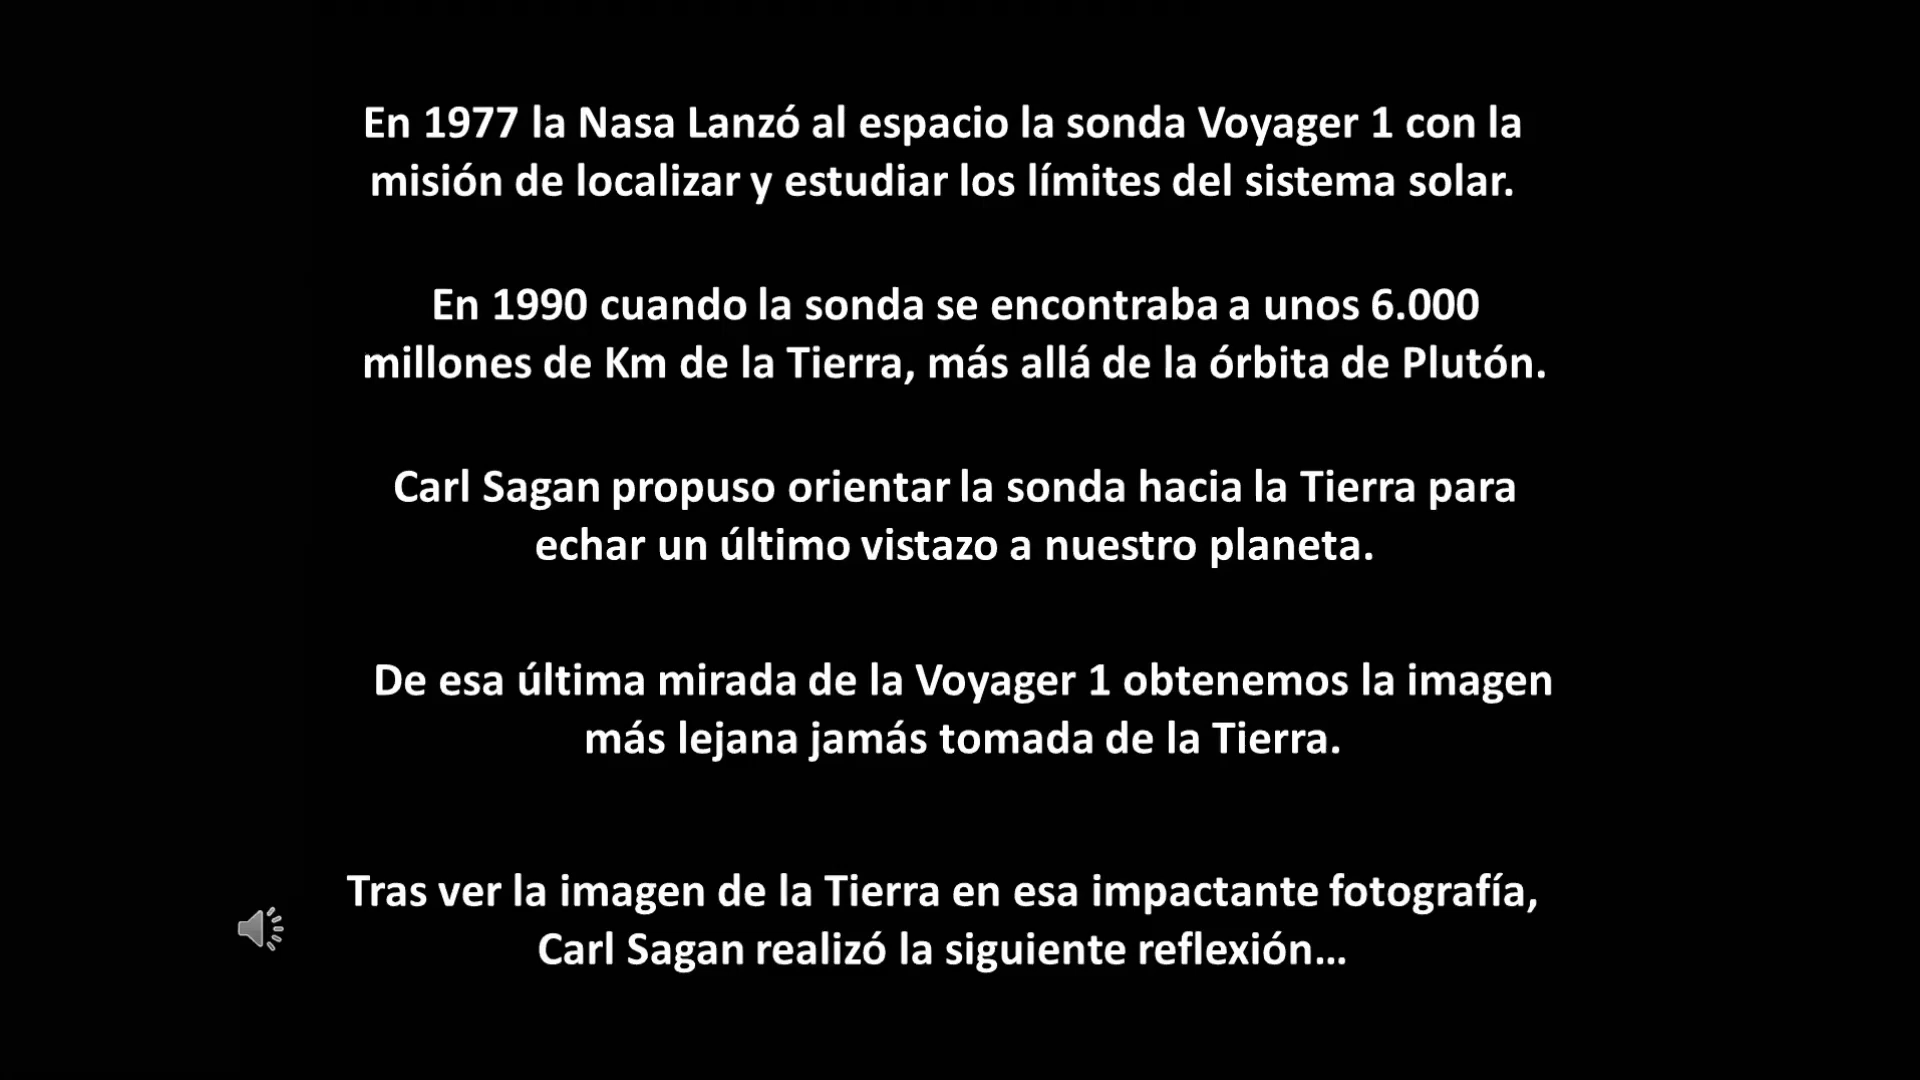 En 1977 la Nasa Lanzó al espacio la sonda Voyager 1 con la
misión de localizar y estudiar los límites del sistema solar.
En 1990 cuando la sonda se encontraba a unos 6.000
millones de Km de la Tierra, más allá de la órbita de Plutón.
Carl Sagan propuso orientar la sonda hacia la Tierra para
echar un último vistazo a nuestro planeta.
De esa última mirada de la Voyager 1 obtenemos la imagen
más lejana jamás tomada de la Tierra.
Tras ver la imagen de la Tierra en esa impactante fotografía,
Carl Sagan realizó la siguiente reflexión...